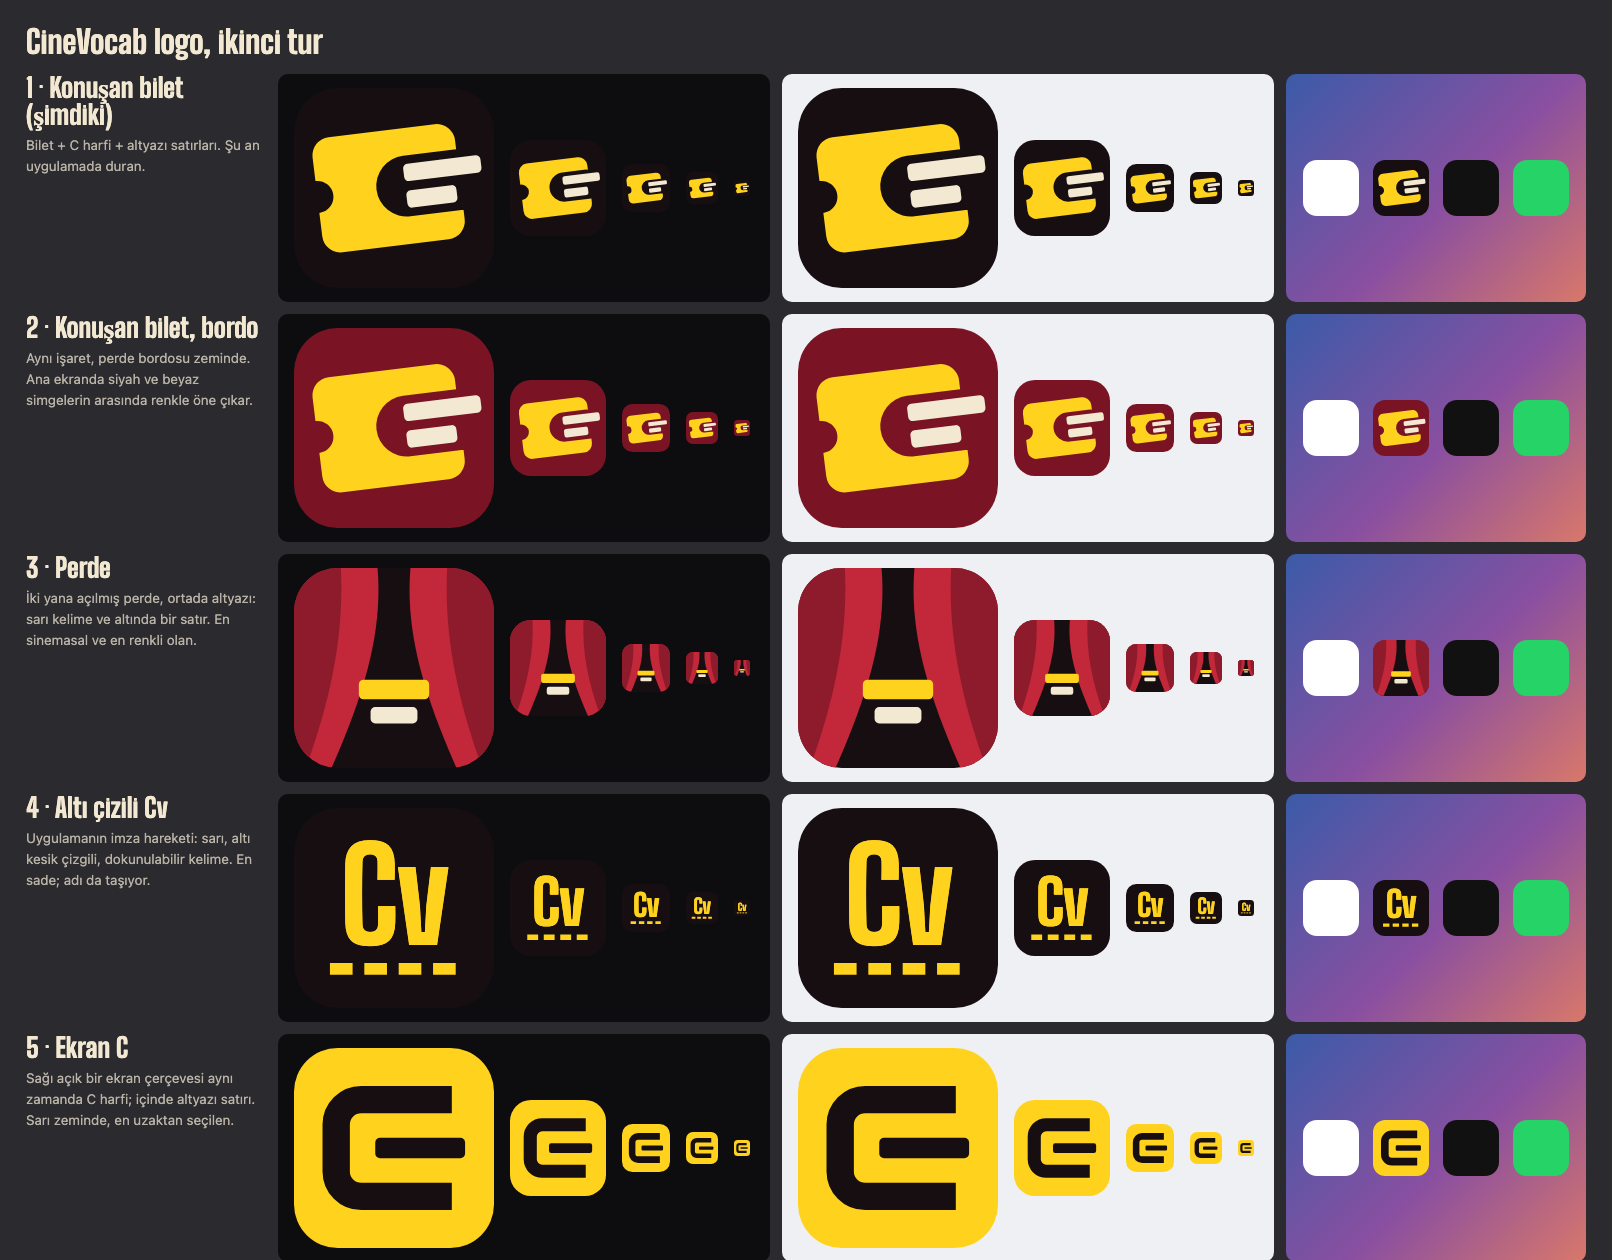 CineVocab logo, ikinci tur
1 · Konuşan bilet
(şimdiki)
Bilet + C harfi + altyazı satırları. Şu an
uygulamada duran.
2 · Konuşan bilet, bordo
Aynı işaret, perde bordosu zeminde.
Ana ekranda siyah ve beyaz
simgelerin arasında renkle öne çıkar.
3 · Perde
İki yana açılmış perde, ortada altyazı:
sarı kelime ve altında bir satır. En
sinemasal ve en renkli olan.
4 · Altı çizili Cv
Uygulamanın imza hareketi: sarı, altı
kesik çizgili, dokunulabilir kelime. En
sade; adı da taşıyor.
Cv
Cv
Cv
Cv
Cv
Cv
Cv
Cv
Cv
Cv
Cv
5 · Ekran C
Sağı açık bir ekran çerçevesi aynı
zamanda C harfi; içinde altyazı satırı.
Sarı zeminde, en uzaktan seçilen.